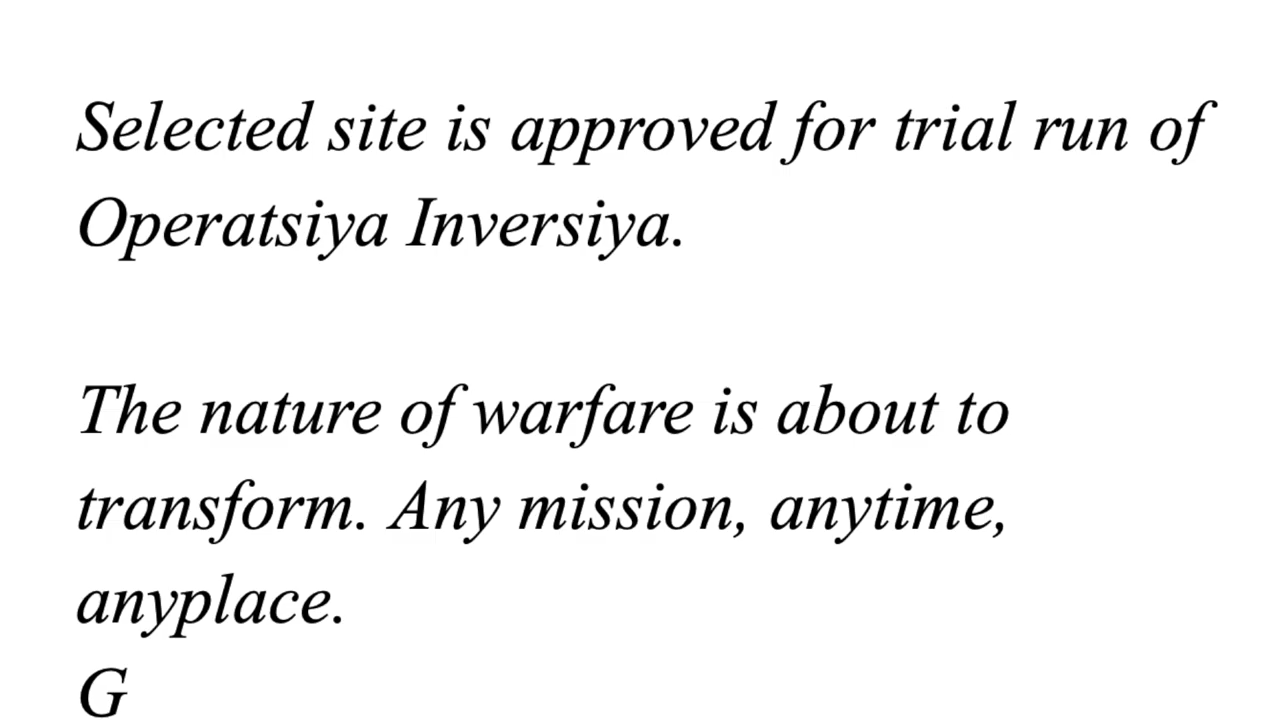 Selected site is approved for trial run of
Operatsiya Inversiya.
The nature of warfare is about to
transform. Any mission, anytime,
anyplace.
G